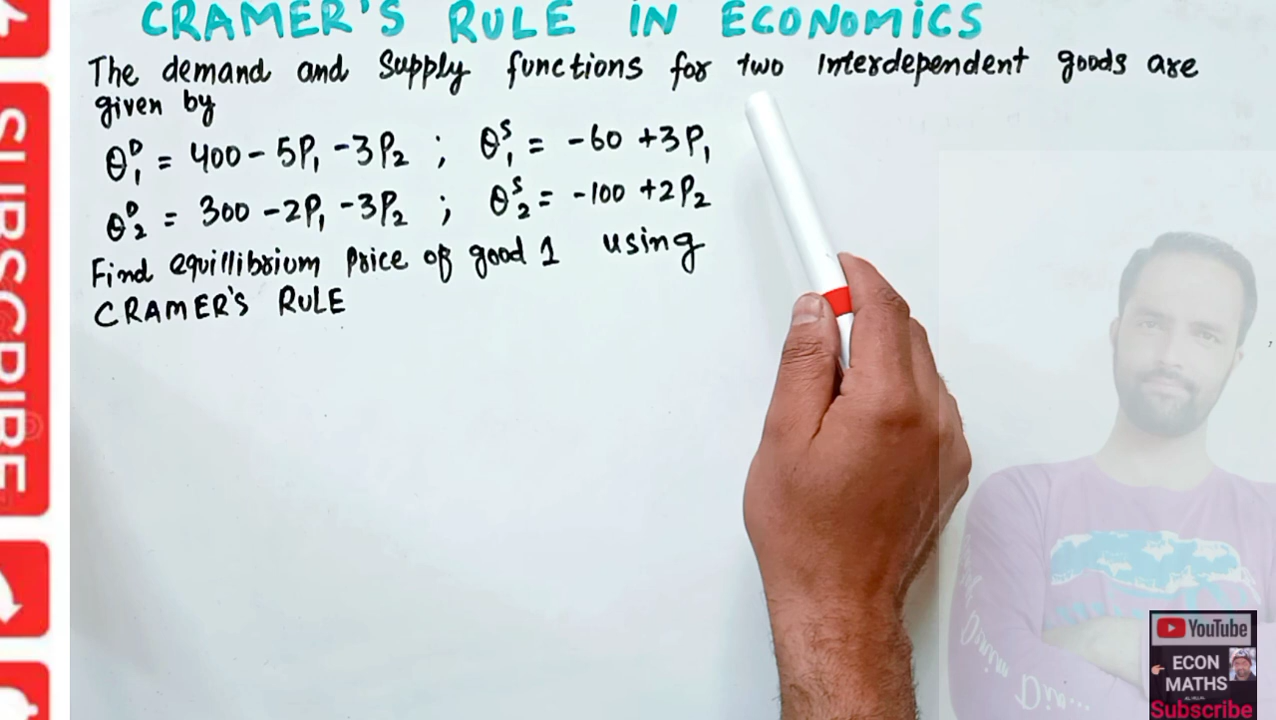 CRAMER'S RULE IN ECONOMICS
The demand and Supply functions for two Interdependent goods are
given by
Q₁ᴰ = 400 - 5P₁ - 3P₂ ; Q₁ˢ = -60 + 3P₁
Q₂ᴰ = 300 - 2P₁ - 3P₂ ; Q₂ˢ = -100 + 2P₂
Find equillibrium Price of good 1 using
CRAMER'S RULE
SUBSCRIBE
YouTube
ECON
MATHS
Subscribe